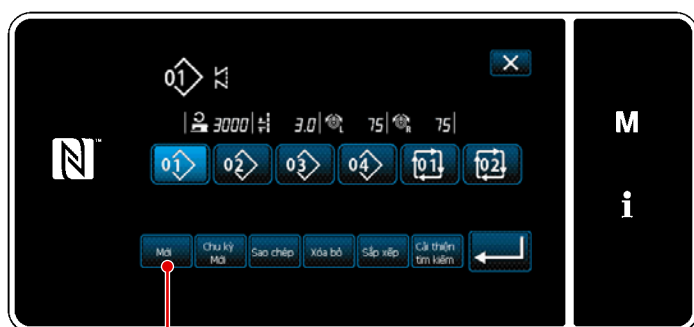 01
3000 3.0 L 75 R 75
M
N™
01 02 03 04 01 02
i
Mới Chu kỳ Mới Sao chép Xóa bỏ Sắp xếp Cải thiện tìm kiếm